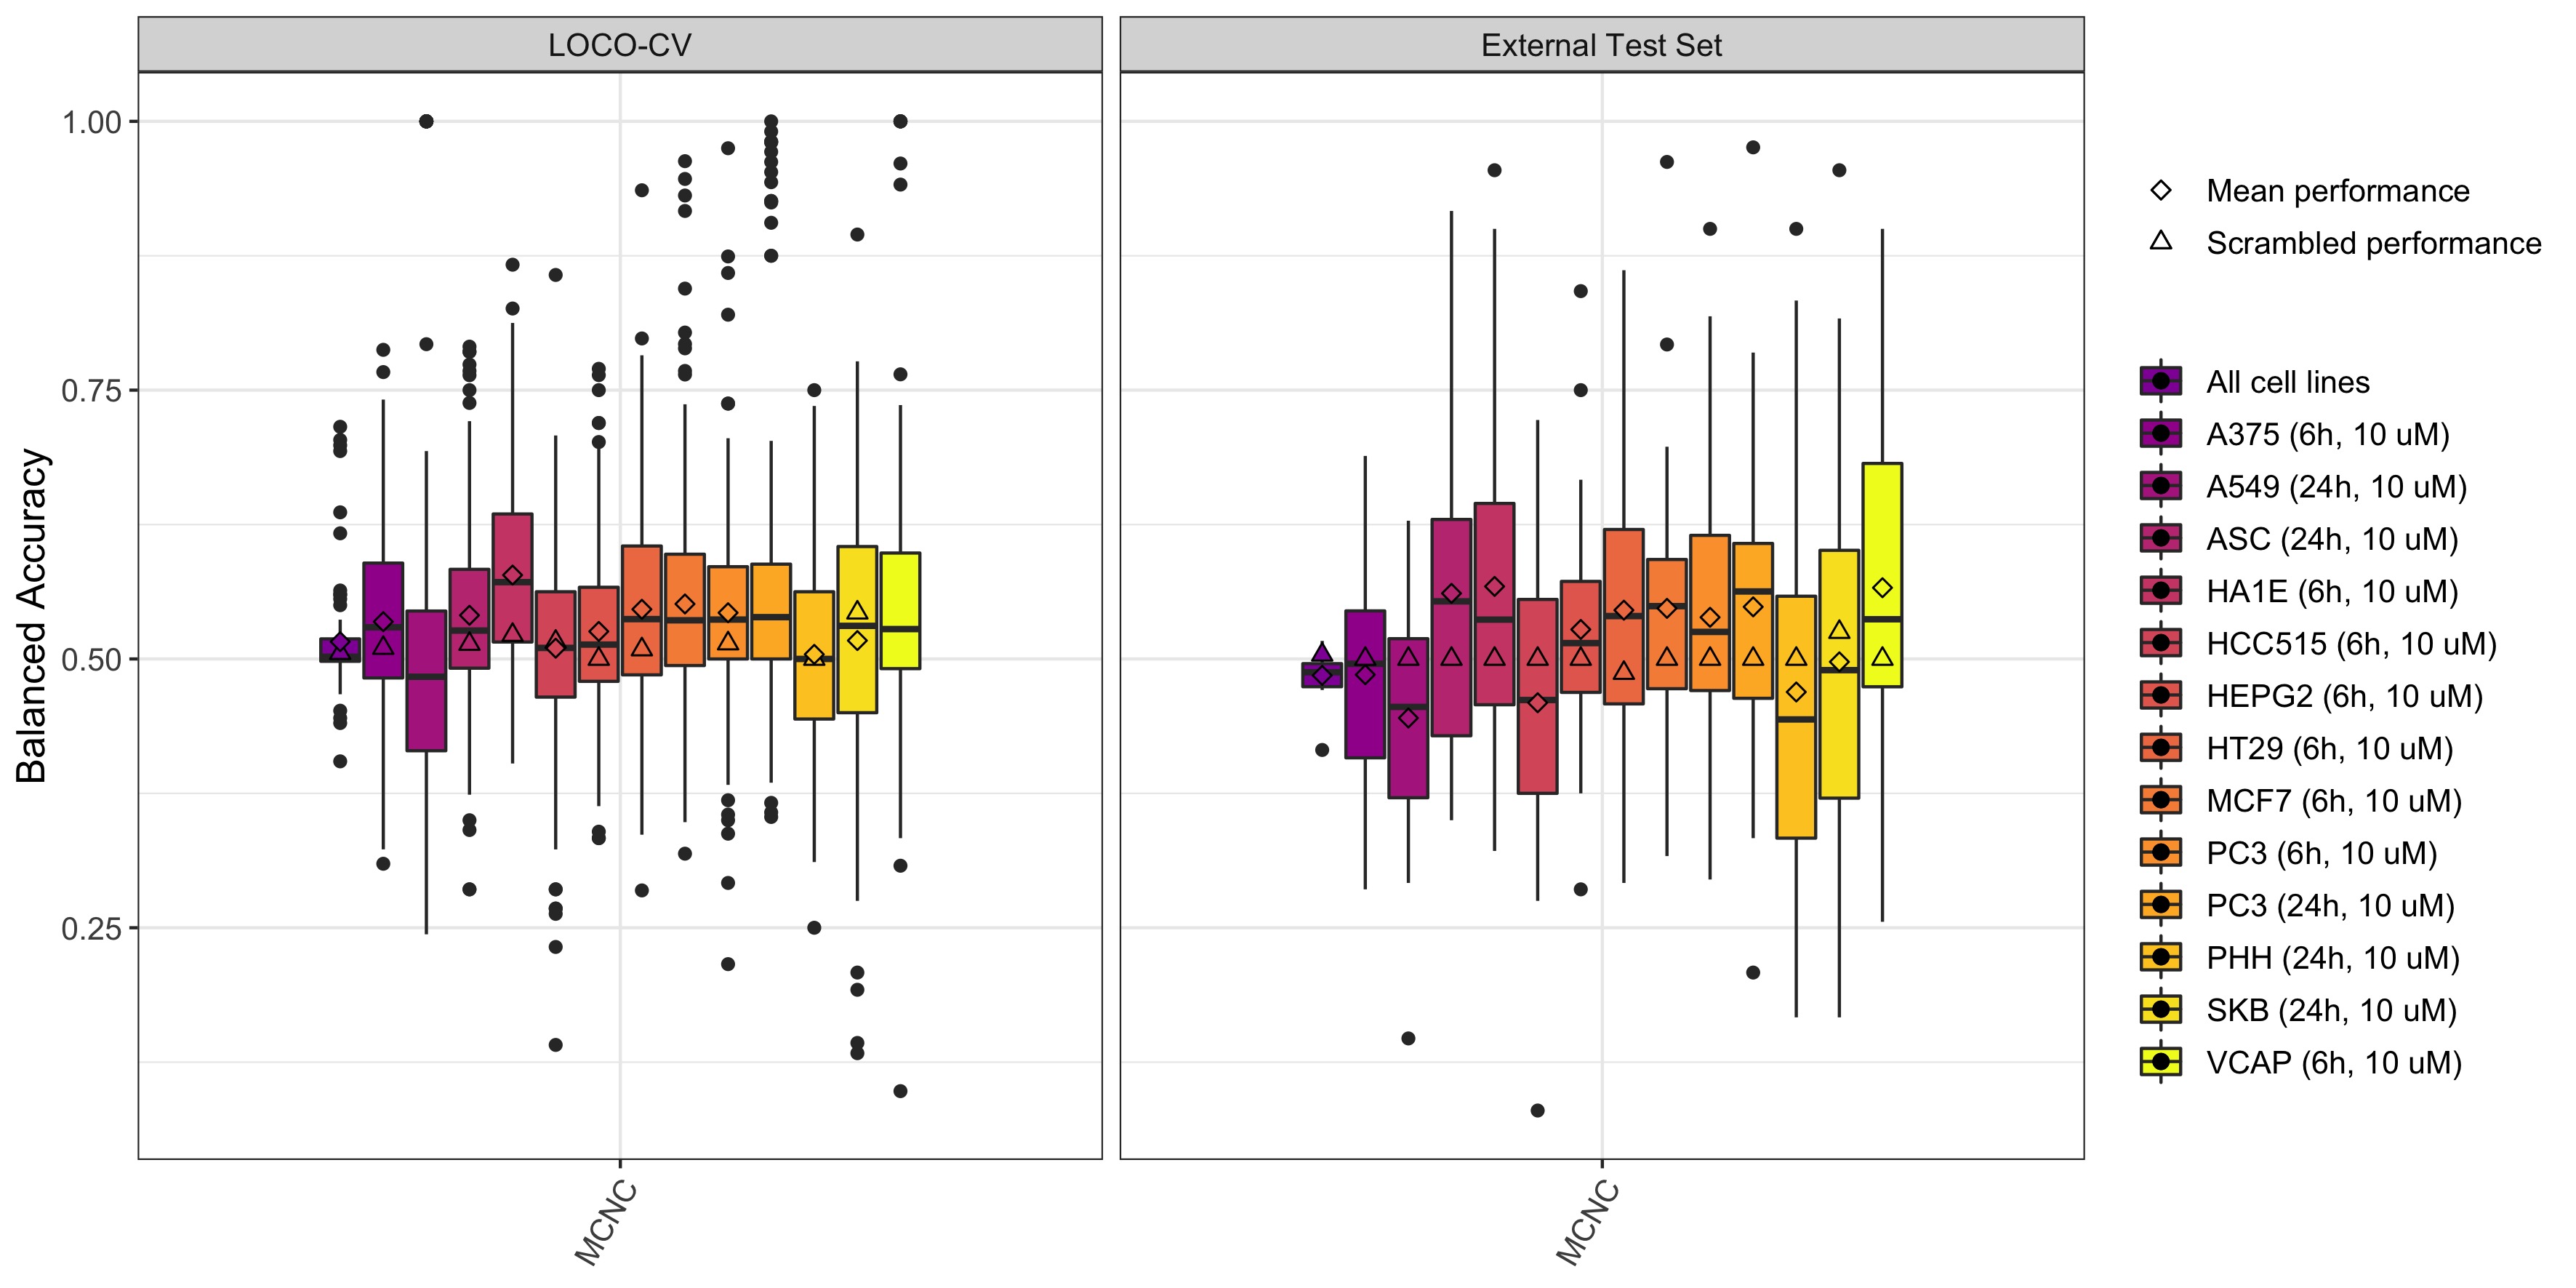 LOCO-CV
External Test Set
Balanced Accuracy
1.00
0.75
0.50
0.25
MCNC
MCNC
Mean performance
Scrambled performance
All cell lines
A375 (6h, 10 uM)
A549 (24h, 10 uM)
ASC (24h, 10 uM)
HA1E (6h, 10 uM)
HCC515 (6h, 10 uM)
HEPG2 (6h, 10 uM)
HT29 (6h, 10 uM)
MCF7 (6h, 10 uM)
PC3 (6h, 10 uM)
PC3 (24h, 10 uM)
PHH (24h, 10 uM)
SKB (24h, 10 uM)
VCAP (6h, 10 uM)